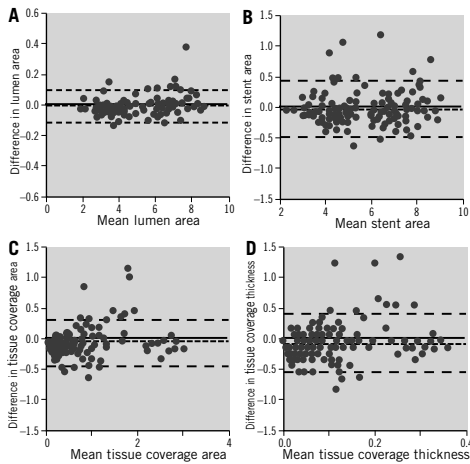 A
Difference in lumen area
0.6
0.4
0.2
0.0
−0.2
−0.4
−0.6
0 2 4 6 8 10
Mean lumen area
B
Difference in stent area
1.5
1.0
0.5
0.0
−0.5
−1.0
−1.5
2 4 6 8 10
Mean stent area
C
Difference in tissue coverage area
1.5
1.0
0.5
0.0
−0.5
−1.0
−1.5
0 1 2 4
Mean tissue coverage area
D
Difference in tissue coverage thickness
1.5
1.0
0.5
0.0
−0.5
−1.0
−1.5
0.0 0.2 0.2 0.4
Mean tissue coverage thickness